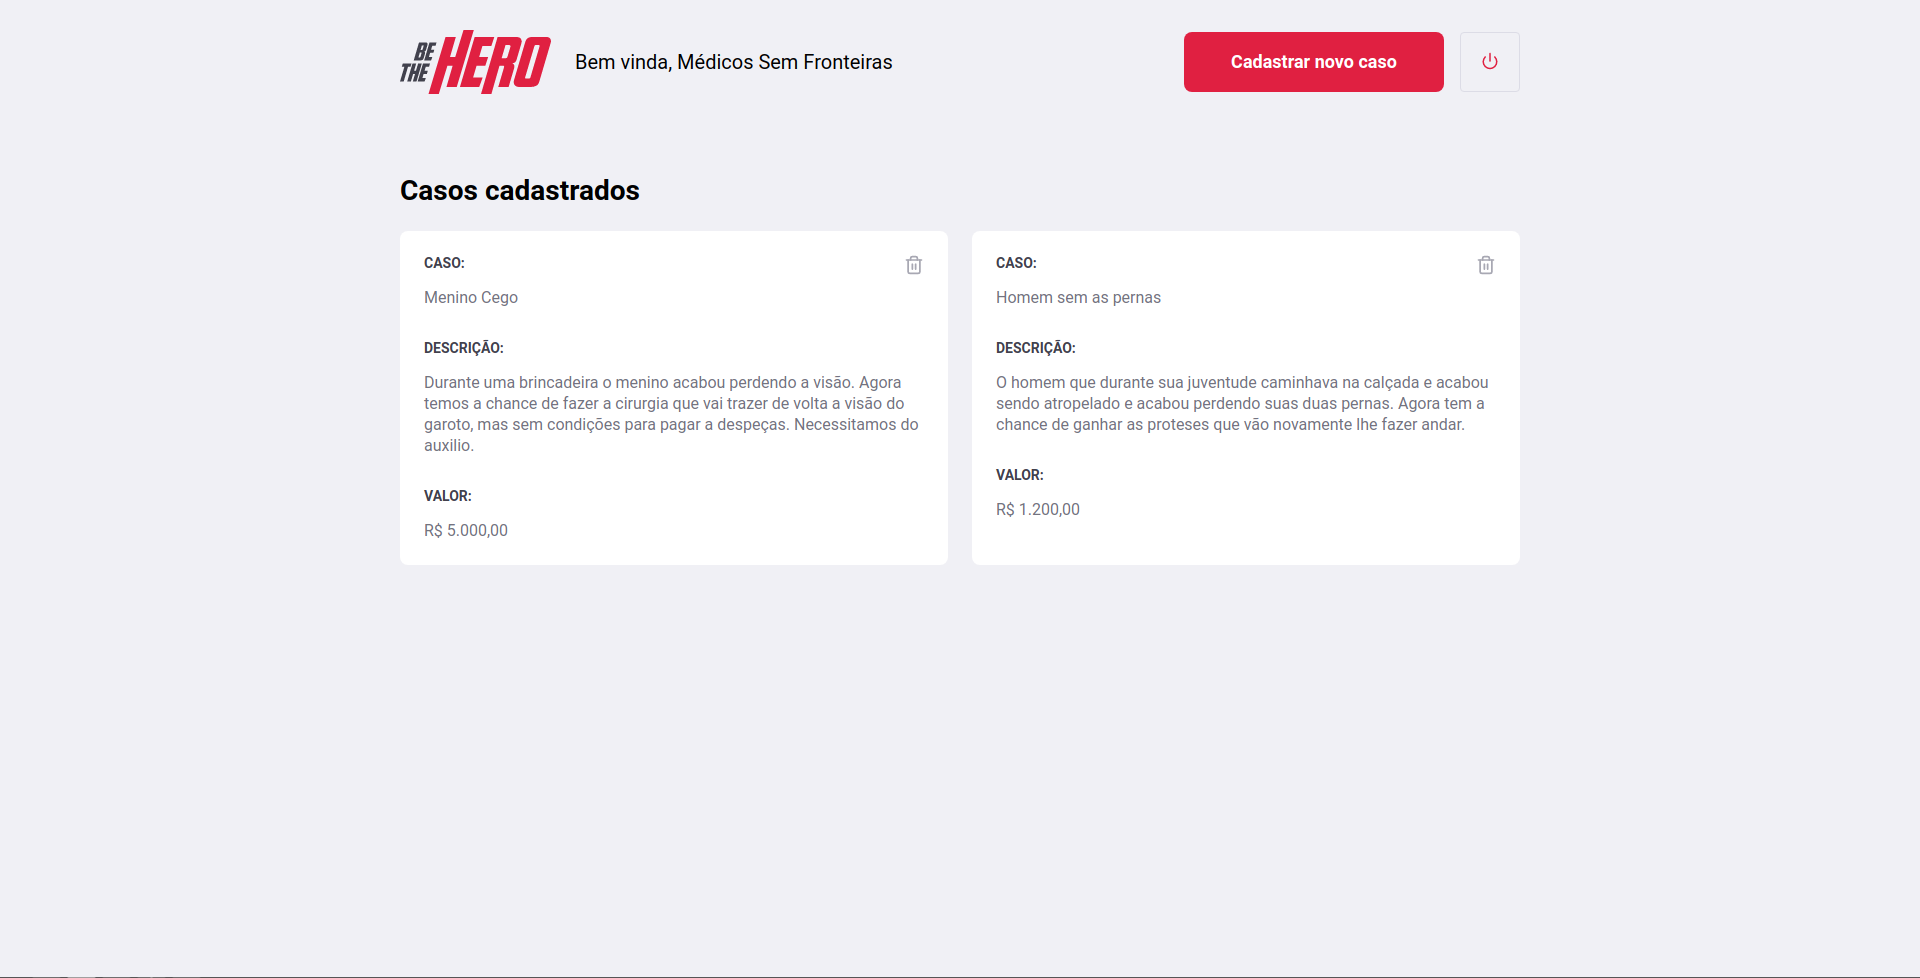 BE THE HERO
Bem vinda, Médicos Sem Fronteiras
Cadastrar novo caso
Casos cadastrados
CASO:
Menino Cego
DESCRIÇÃO:
Durante uma brincadeira o menino acabou perdendo a visão. Agora
temos a chance de fazer a cirurgia que vai trazer de volta a visão do
garoto, mas sem condições para pagar a despeças. Necessitamos do
auxilio.
VALOR:
R$ 5.000,00
CASO:
Homem sem as pernas
DESCRIÇÃO:
O homem que durante sua juventude caminhava na calçada e acabou
sendo atropelado e acabou perdendo suas duas pernas. Agora tem a
chance de ganhar as proteses que vão novamente lhe fazer andar.
VALOR:
R$ 1.200,00